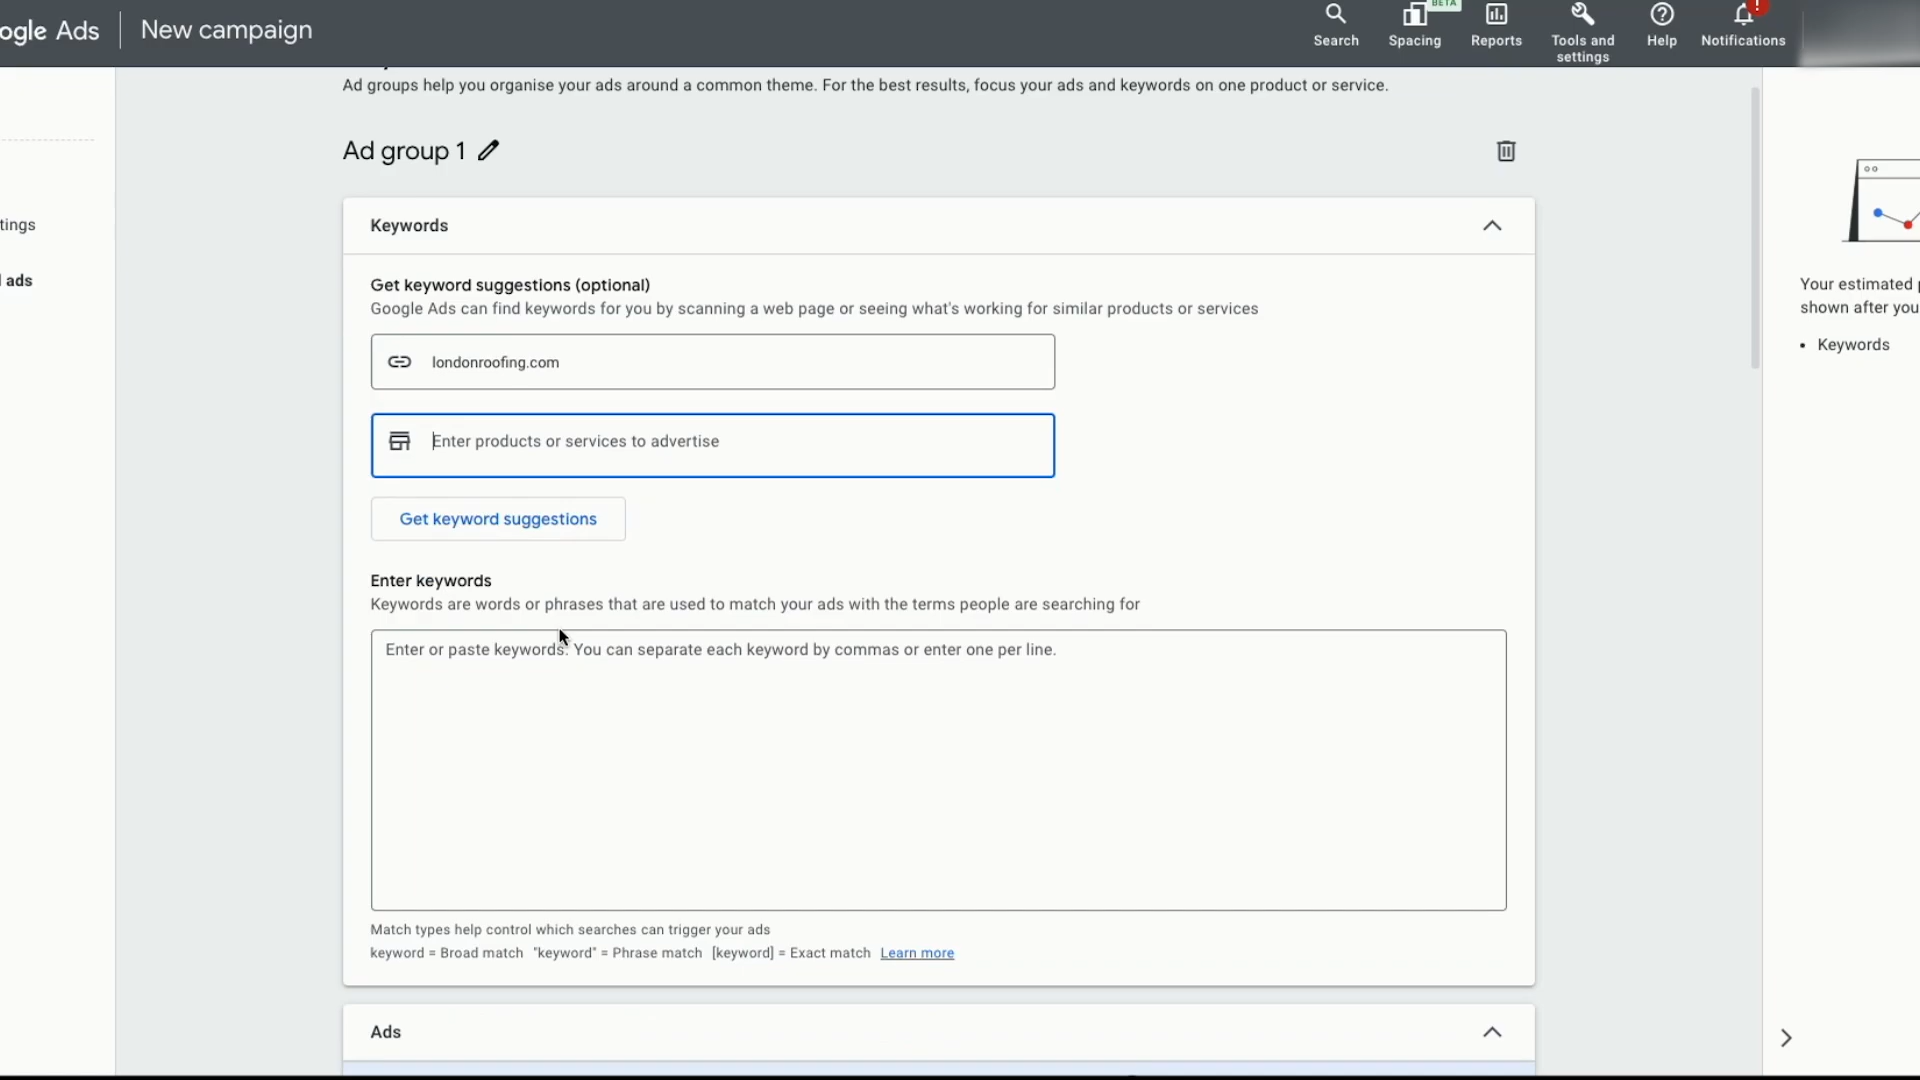 ogle Ads
New campaign
BETA
!
Search
Spacing
Reports
Tools and
settings
Help
Notifications
Ad groups help you organise your ads around a common theme. For the best results, focus your ads and keywords on one product or service.
Ad group 1
tings
ads
Keywords
Get keyword suggestions (optional)
Google Ads can find keywords for you by scanning a web page or seeing what's working for similar products or services
londonroofing.com
Enter products or services to advertise
Get keyword suggestions
Enter keywords
Keywords are words or phrases that are used to match your ads with the terms people are searching for
Enter or paste keywords. You can separate each keyword by commas or enter one per line.
Match types help control which searches can trigger your ads
keyword = Broad match "keyword" = Phrase match [keyword] = Exact match Learn more
Ads
Your estimated p
shown after you
• Keywords